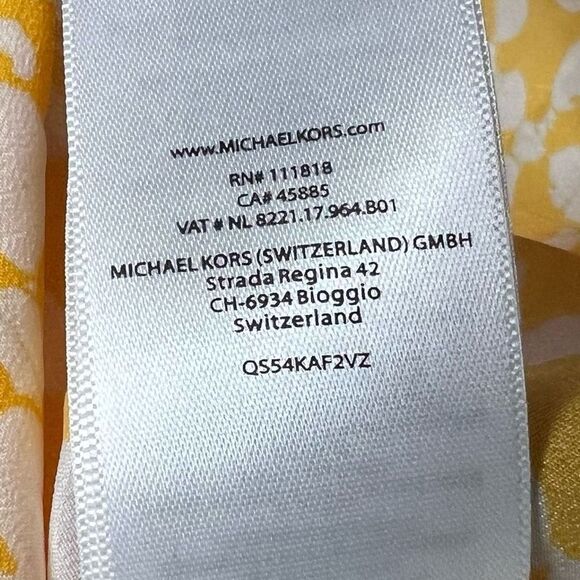 www.MICHAELKORS.com
RN# 111818
CA# 45885
VAT # NL 8221.17.964.B01
MICHAEL KORS (SWITZERLAND) GMBH
Strada Regina 42
CH-6934 Bioggio
Switzerland
QS54KAF2VZ